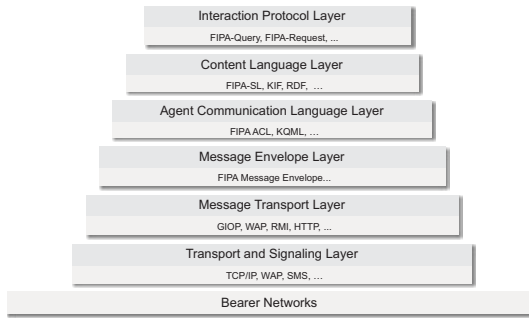 Interaction Protocol Layer
FIPA-Query, FIPA-Request, ...
Content Language Layer
FIPA-SL, KIF, RDF, …
Agent Communication Language Layer
FIPA ACL, KQML, …
Message Envelope Layer
FIPA Message Envelope...
Message Transport Layer
GIOP, WAP, RMI, HTTP, ...
Transport and Signaling Layer
TCP/IP, WAP, SMS, …
Bearer Networks